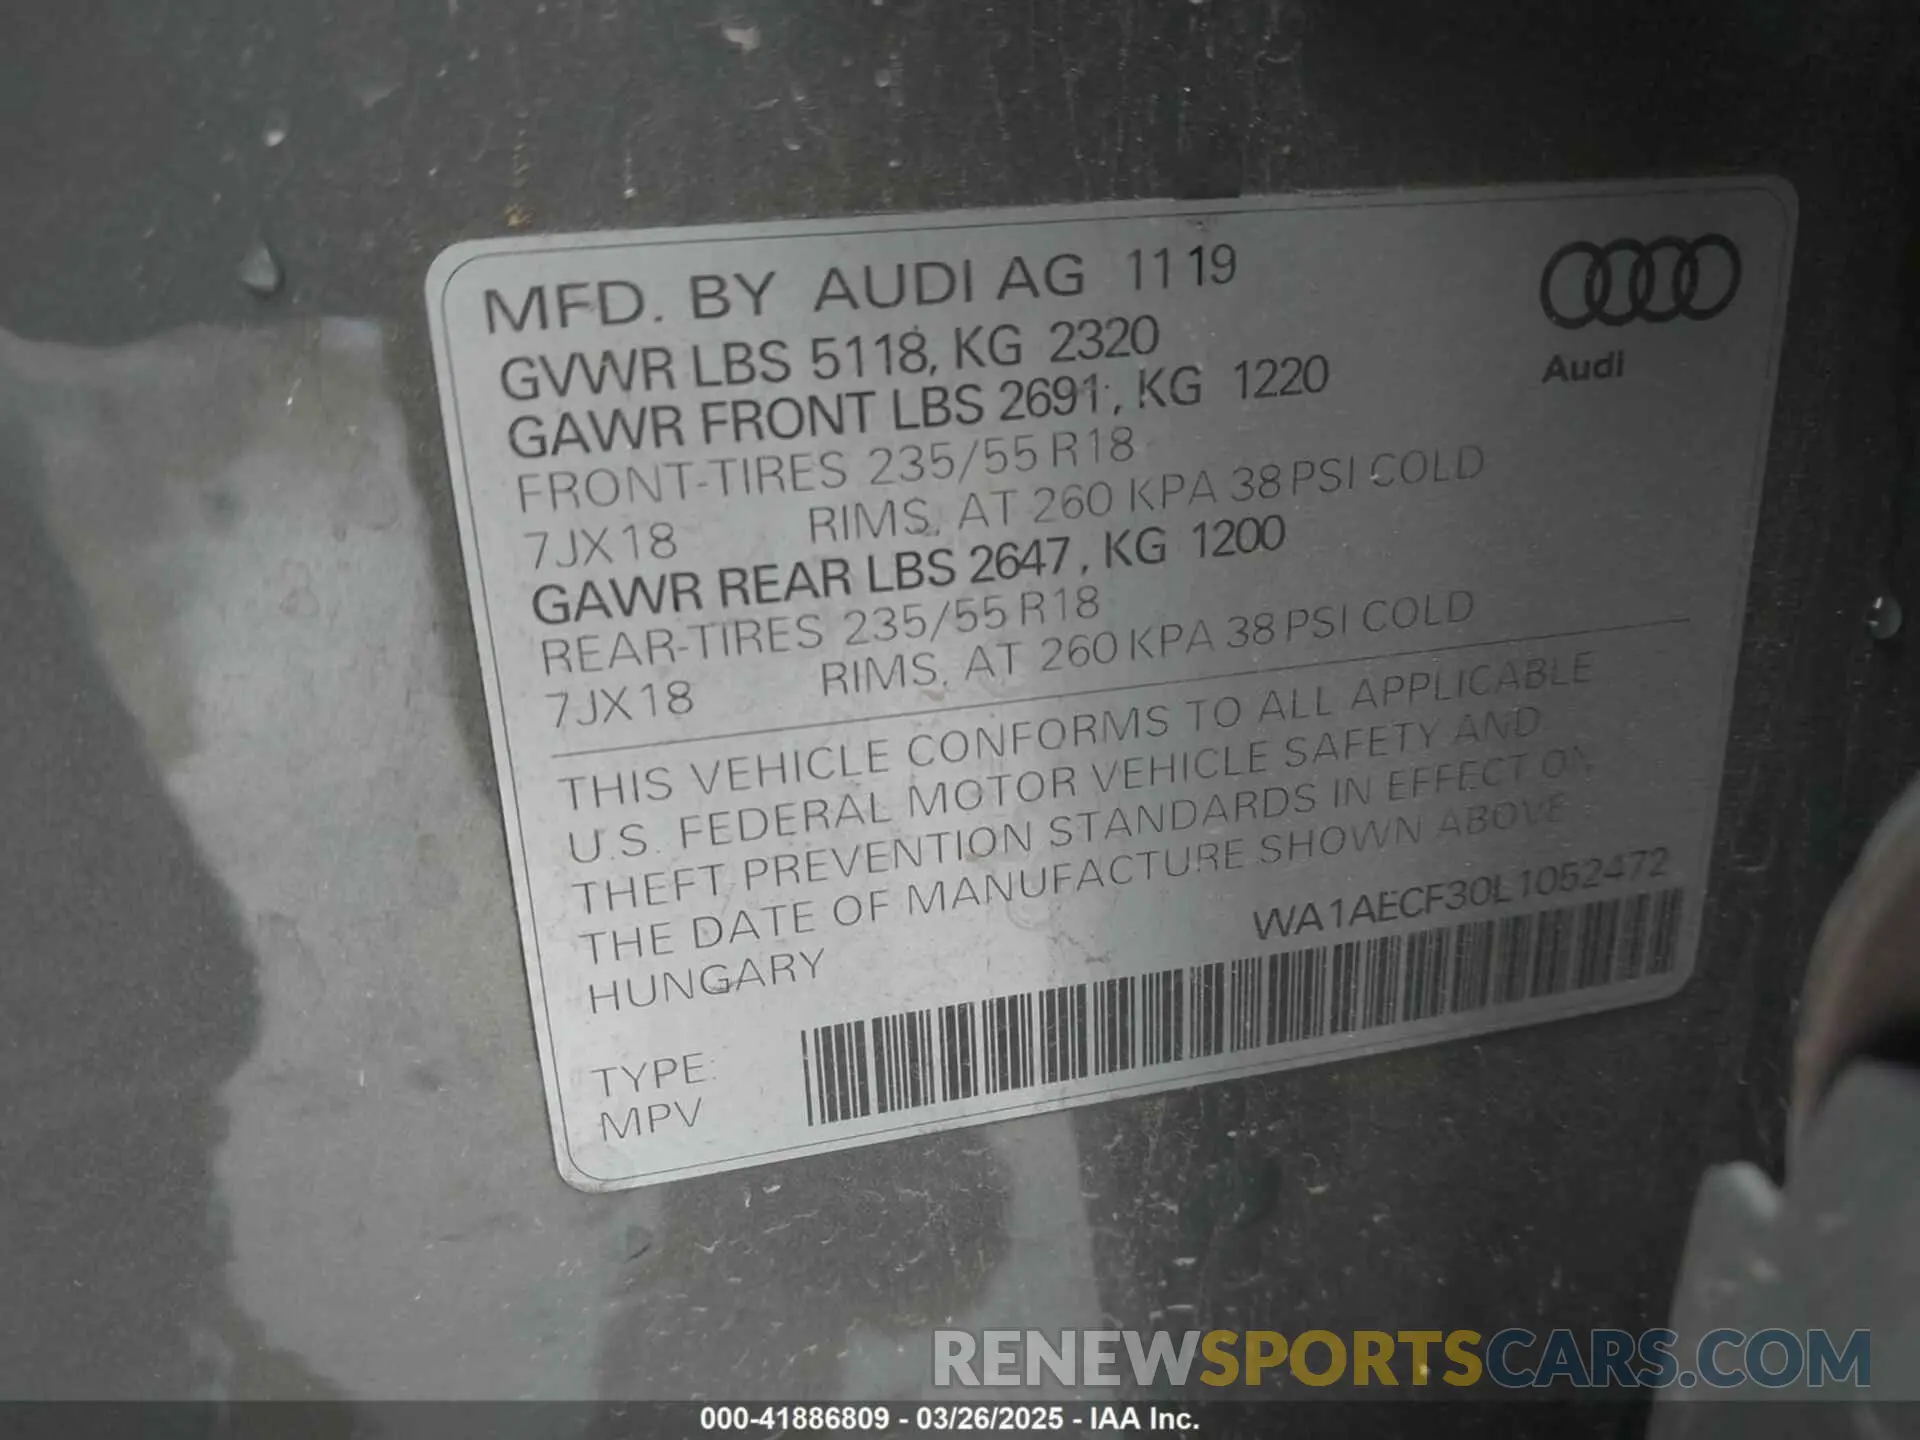 MFD. BY AUDI AG 11 19
Audi
GVWR LBS 5118, KG 2320
GAWR FRONT LBS 2691, KG 1220
FRONT-TIRES 235/55 R18
7JX18 RIMS, AT 260 KPA 38 PSI COLD
GAWR REAR LBS 2647, KG 1200
REAR-TIRES 235/55 R18
7JX18 RIMS, AT 260 KPA 38 PSI COLD
THIS VEHICLE CONFORMS TO ALL APPLICABLE
U.S. FEDERAL MOTOR VEHICLE SAFETY AND
THEFT PREVENTION STANDARDS IN EFFECT ON
THE DATE OF MANUFACTURE SHOWN ABOVE
HUNGARY
WA1AECF30L1052472
TYPE:
MPV
RENEWSPORTSCARS.COM
000-41886809 - 03/26/2025 - IAA Inc.